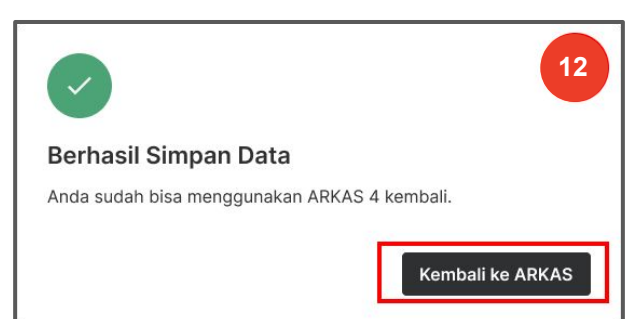 12
Berhasil Simpan Data
Anda sudah bisa menggunakan ARKAS 4 kembali.
Kembali ke ARKAS